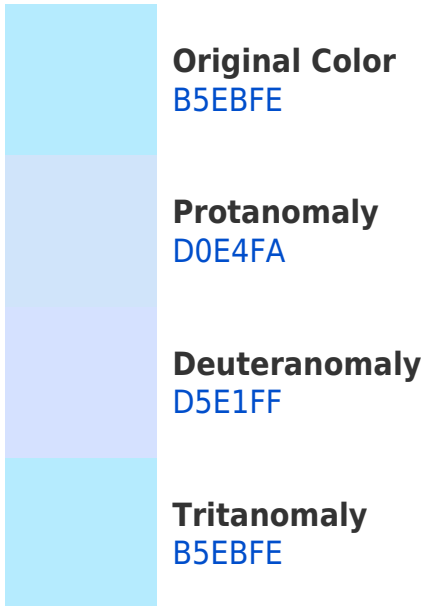 Original Color
B5EBFE
Protanomaly
D0E4FA
Deuteranomaly
D5E1FF
Tritanomaly
B5EBFE